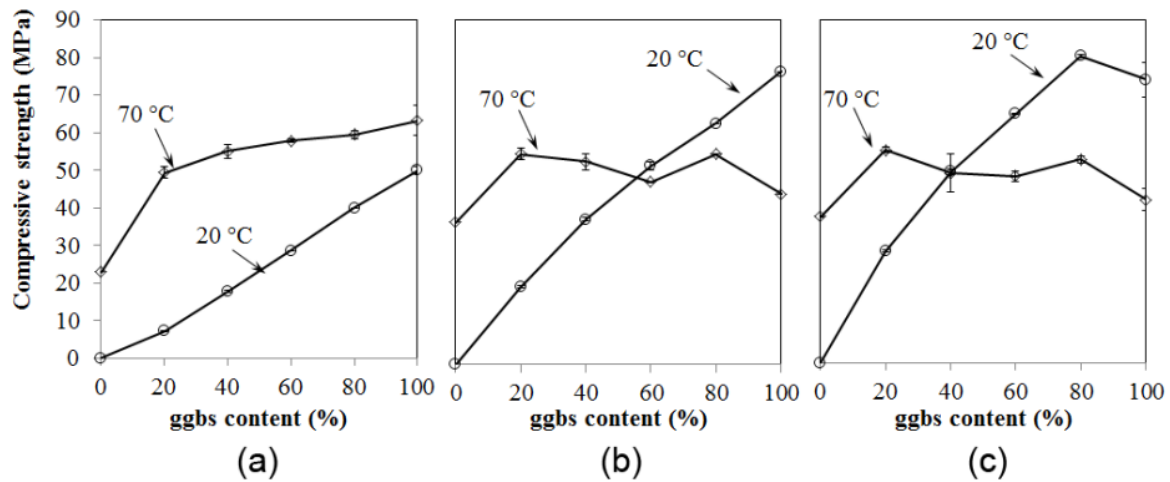 Compressive strength (MPa)
90
80
70
60
50
40
30
20
10
0
70 °C
20 °C
0 20 40 60 80 100
ggbs content (%)
(a)
70 °C
20 °C
0 20 40 60 80 100
ggbs content (%)
(b)
70 °C
20 °C
0 20 40 60 80 100
ggbs content (%)
(c)